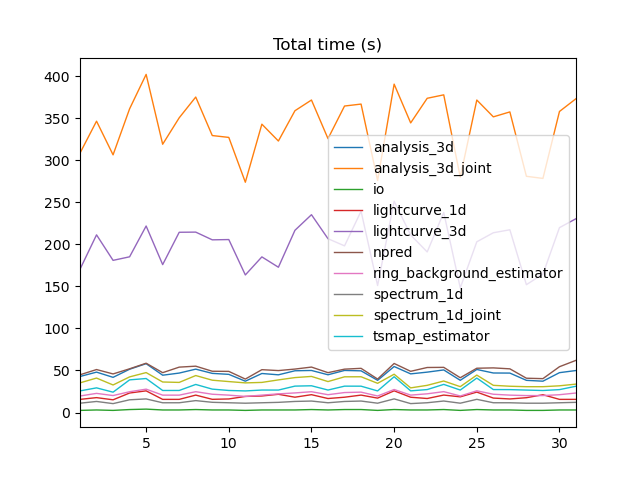 Total time (s)
400
350
300
250
200
150
100
50
0
analysis_3d
analysis_3d_joint
io
lightcurve_1d
lightcurve_3d
npred
ring_background_estimator
spectrum_1d
spectrum_1d_joint
tsmap_estimator
5 10 15 20 25 30